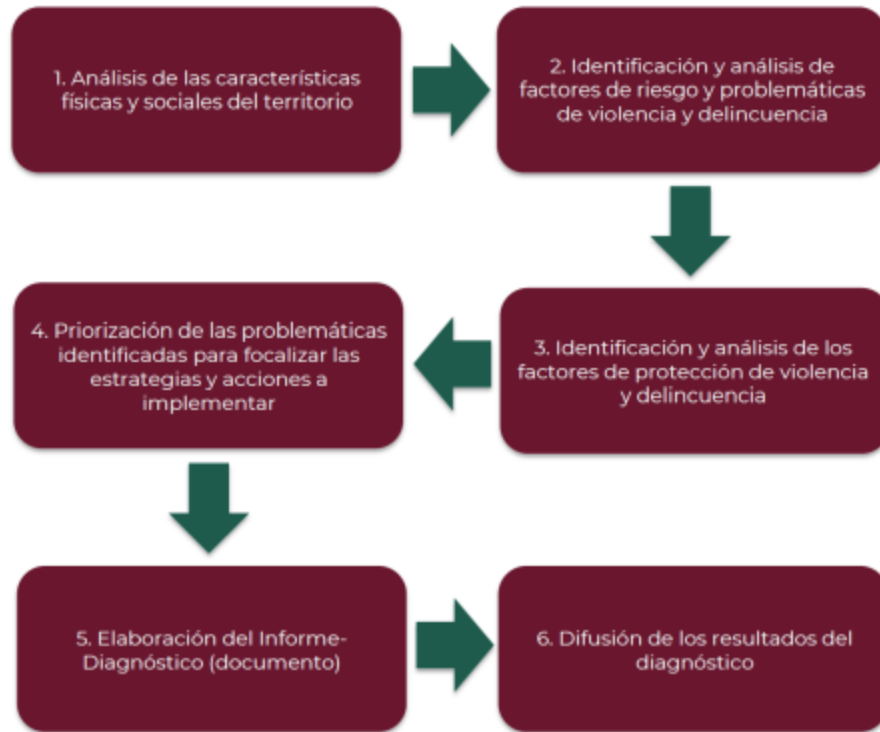 1. Análisis de las características
físicas y sociales del territorio
2. Identificación y análisis de
factores de riesgo y problemáticas
de violencia y delincuencia
3. Identificación y análisis de los
factores de protección de violencia
y delincuencia
4. Priorización de las problemáticas
identificadas para focalizar las
estrategias y acciones a
implementar
5. Elaboración del Informe-
Diagnóstico (documento)
6. Difusión de los resultados del
diagnóstico